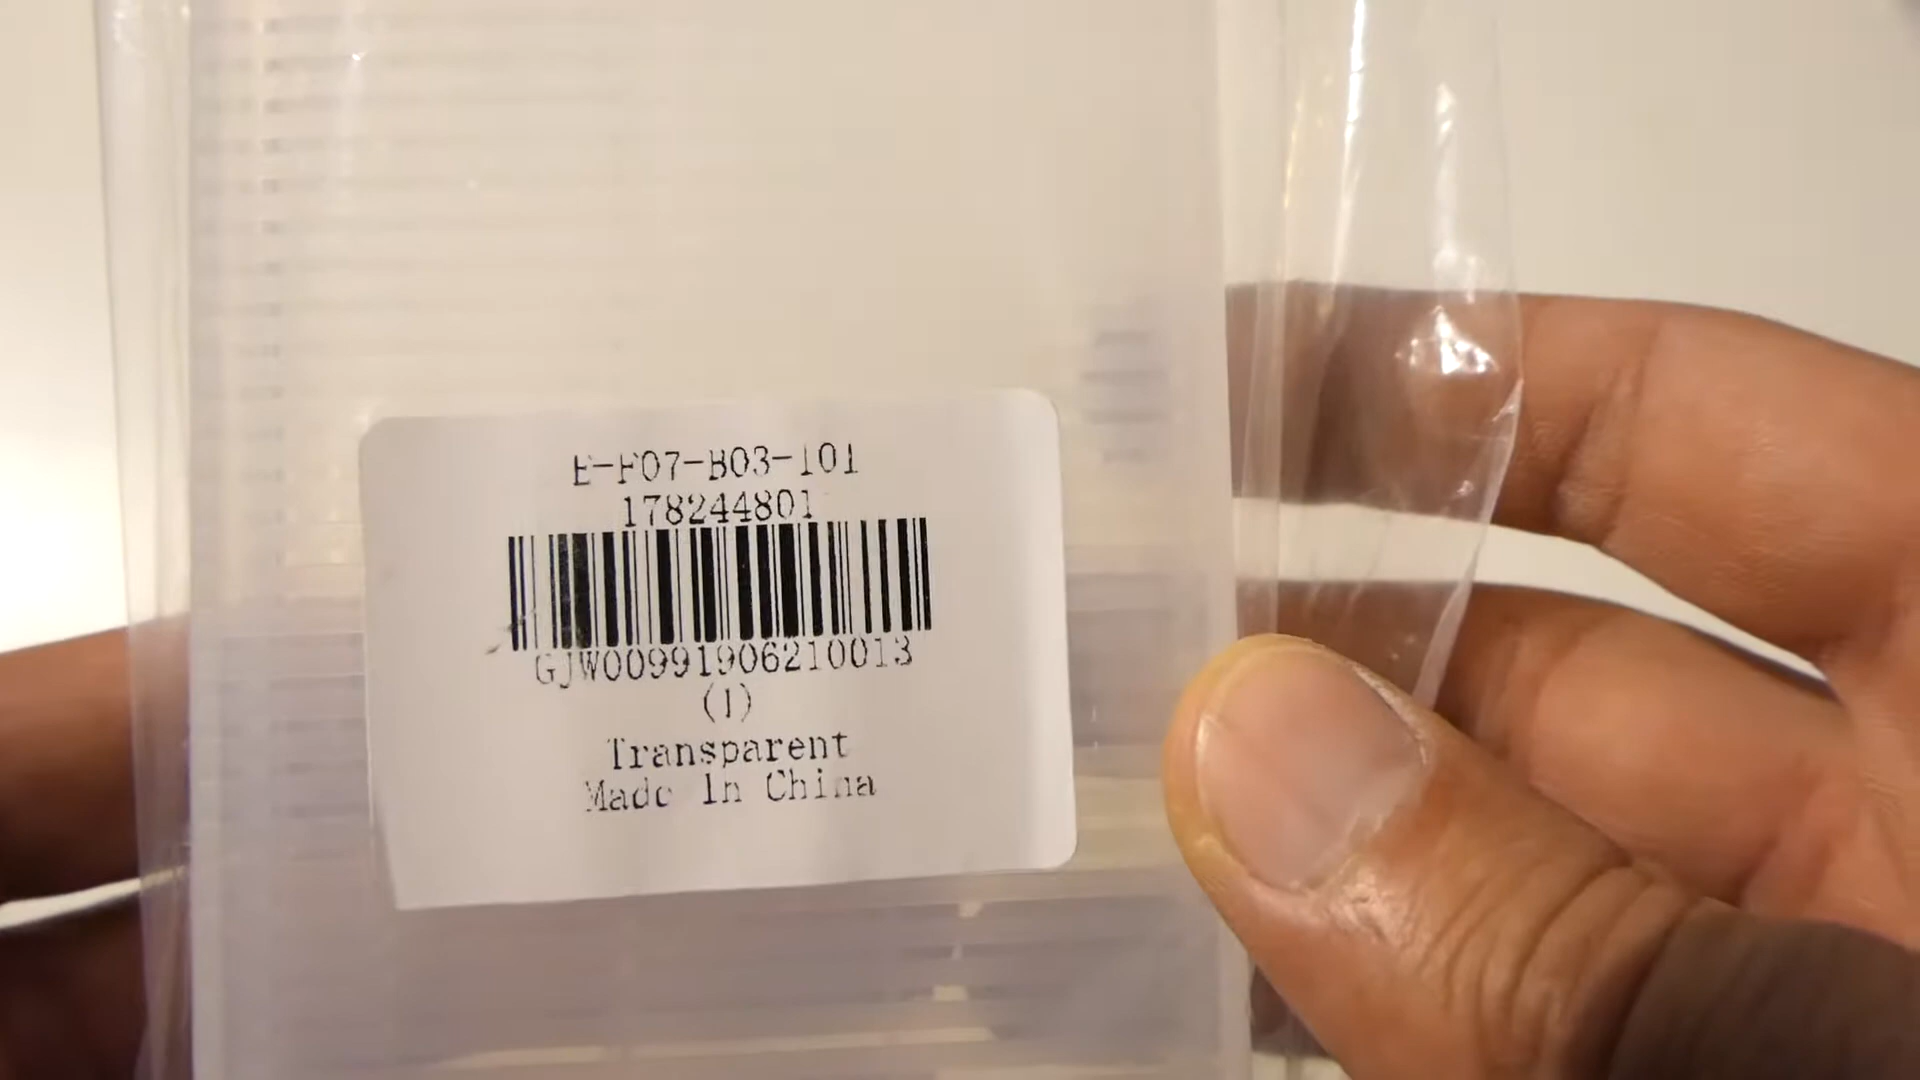 E-F07-B03-101
178244801
GJW00991906210013
(1)
Transparent
Made In China